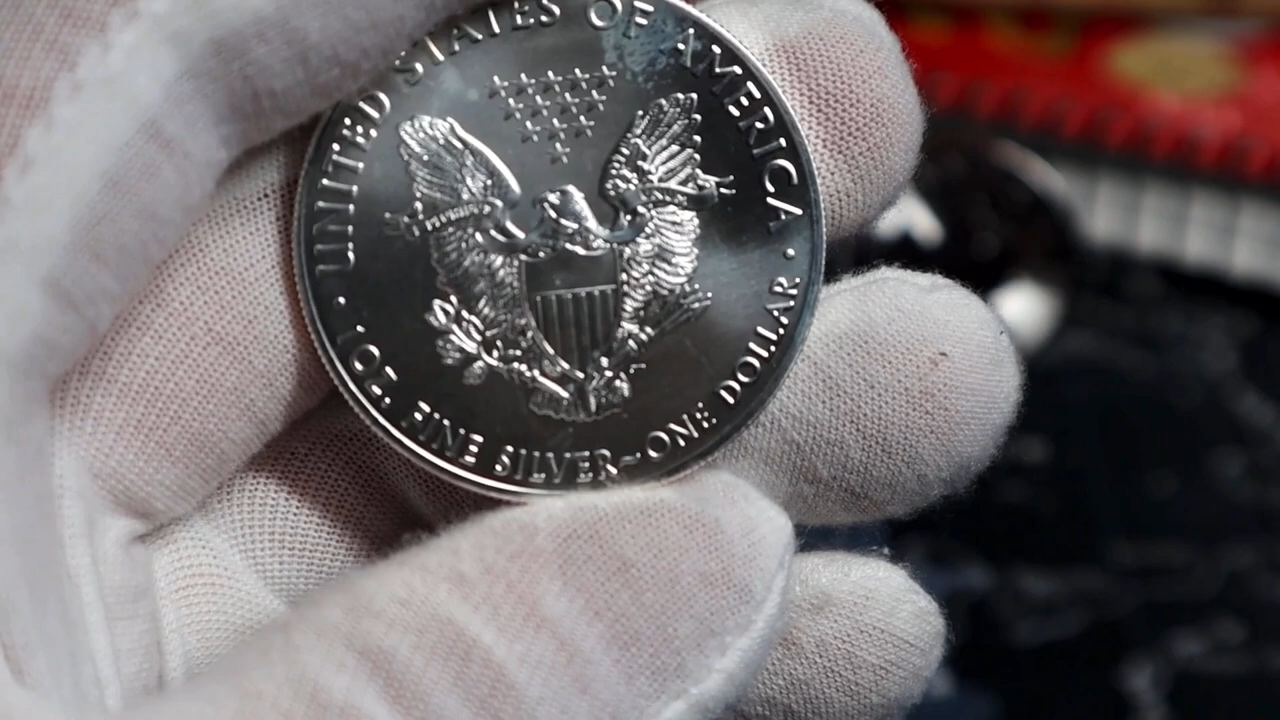 UNITED STATES OF AMERICA
· 1 OZ. FINE SILVER~ONE DOLLAR ·